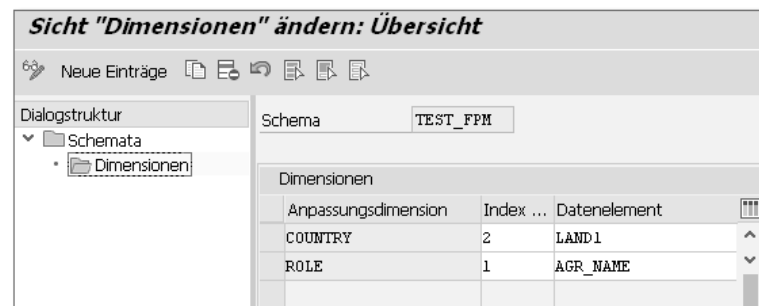 Sicht "Dimensionen" ändern: Übersicht
Neue Einträge
Dialogstruktur
Schemata
Dimensionen
Schema TEST_FPM
Dimensionen
Anpassungsdimension Index ... Datenelement
COUNTRY 2 LAND1
ROLE 1 AGR_NAME